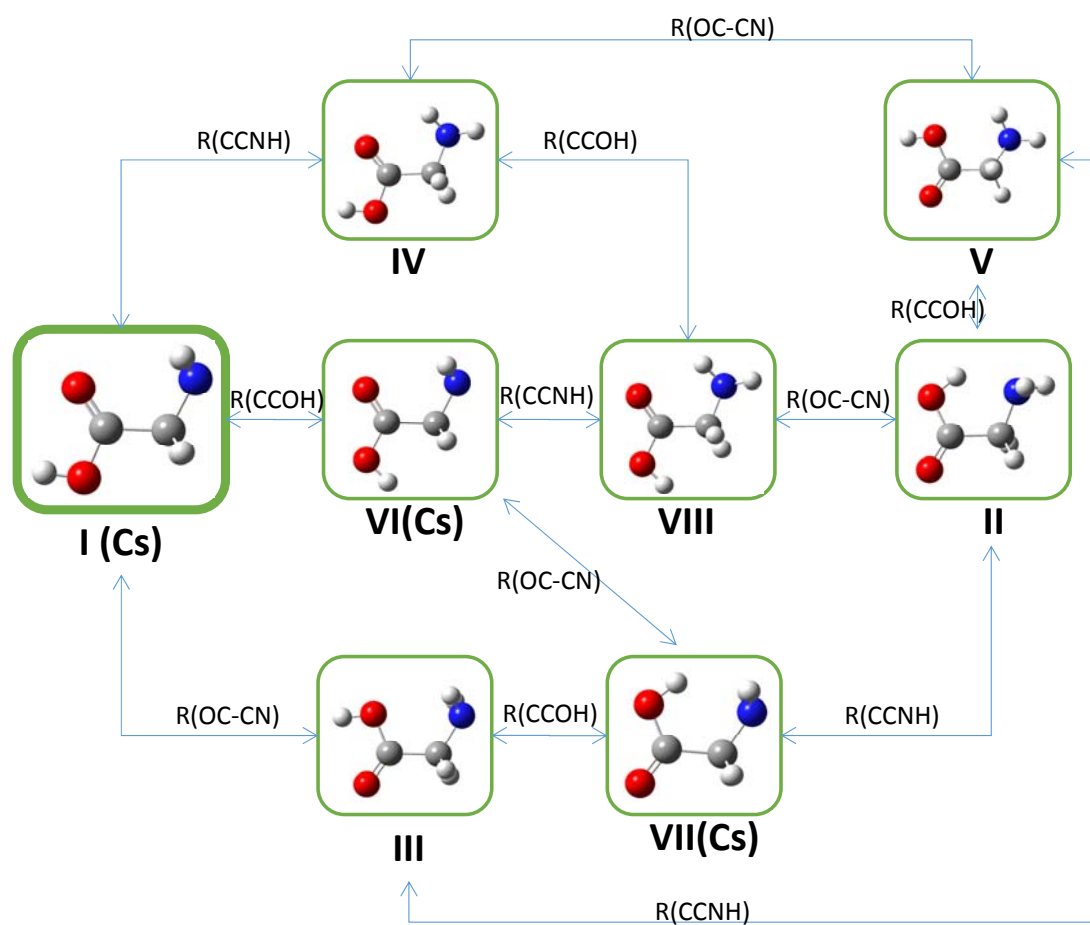 R(OC-CN)
R(CCNH)
R(CCOH)
IV
V
R(CCOH)
R(CCOH)
R(CCNH)
R(OC-CN)
I (Cs)
VI(Cs)
VIII
II
R(OC-CN)
R(OC-CN)
R(CCOH)
R(CCNH)
III
VII(Cs)
R(CCNH)